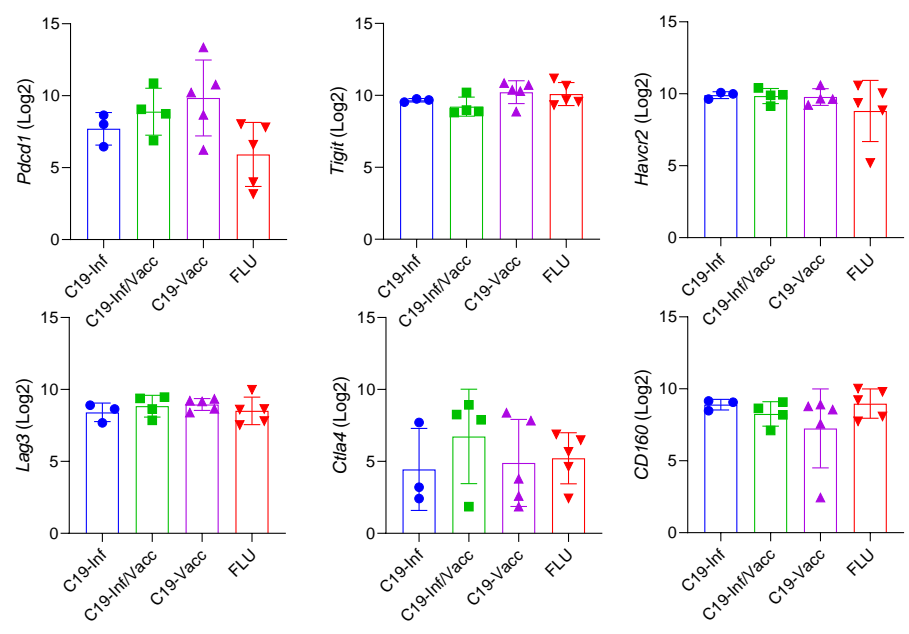 15
10
5
0
Pdcd1 (Log2)
C19-Inf
C19-Inf/Vacc
C19-Vacc
FLU
15
10
5
0
Tigit (Log2)
C19-Inf
C19-Inf/Vacc
C19-Vacc
FLU
15
10
5
0
Havcr2 (Log2)
C19-Inf
C19-Inf/Vacc
C19-Vacc
FLU
15
10
5
0
Lag3 (Log2)
C19-Inf
C19-Inf/Vacc
C19-Vacc
FLU
15
10
5
0
Ctla4 (Log2)
C19-Inf
C19-Inf/Vacc
C19-Vacc
FLU
15
10
5
0
CD160 (Log2)
C19-Inf
C19-Inf/Vacc
C19-Vacc
FLU